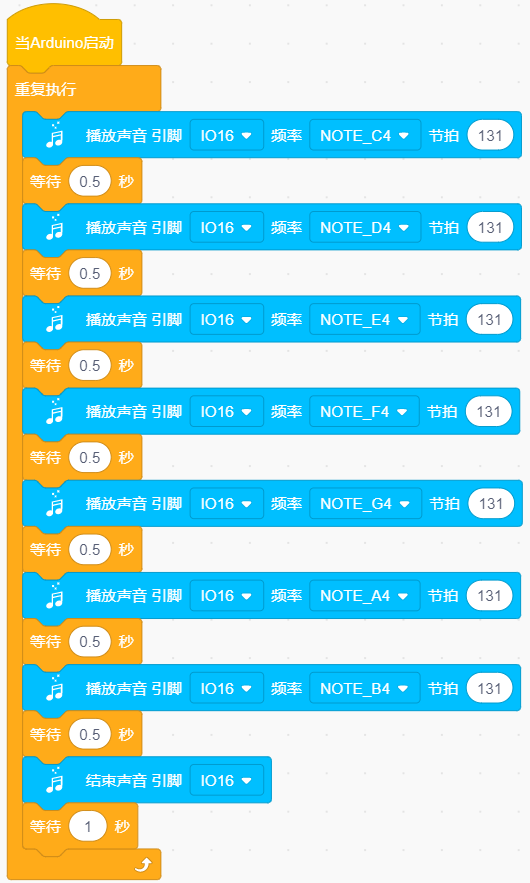 当Arduino启动
重复执行
播放声音 引脚 IO16 频率 NOTE_C4 节拍 131
等待 0.5 秒
播放声音 引脚 IO16 频率 NOTE_D4 节拍 131
等待 0.5 秒
播放声音 引脚 IO16 频率 NOTE_E4 节拍 131
等待 0.5 秒
播放声音 引脚 IO16 频率 NOTE_F4 节拍 131
等待 0.5 秒
播放声音 引脚 IO16 频率 NOTE_G4 节拍 131
等待 0.5 秒
播放声音 引脚 IO16 频率 NOTE_A4 节拍 131
等待 0.5 秒
播放声音 引脚 IO16 频率 NOTE_B4 节拍 131
等待 0.5 秒
结束声音 引脚 IO16
等待 1 秒